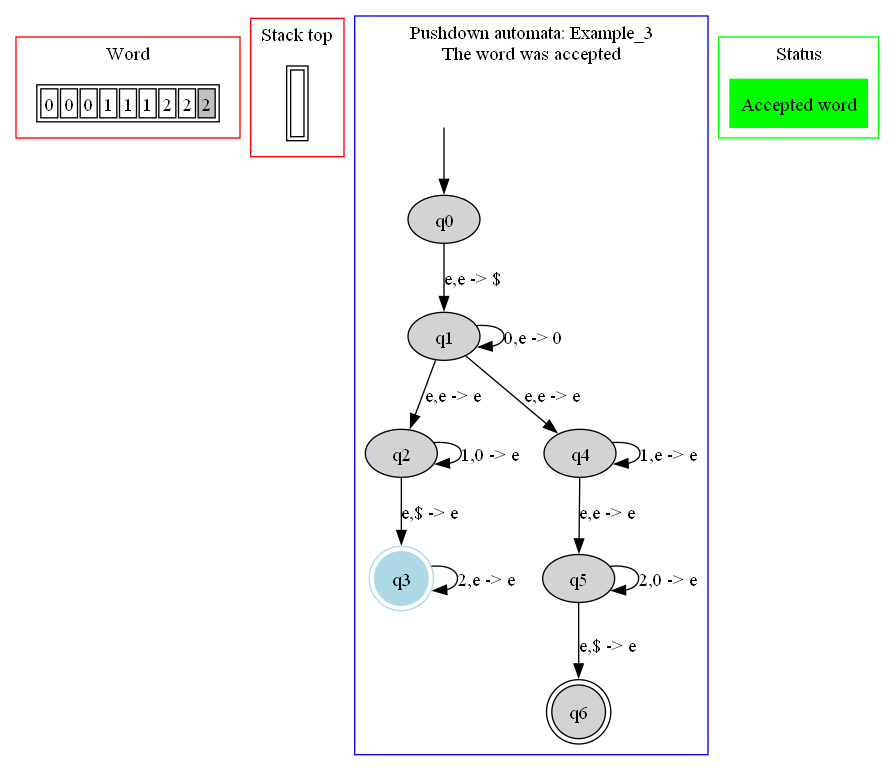 Word
0 0 0 1 1 1 2 2 2
Stack top
Pushdown automata: Example_3
The word was accepted
q0
e,e -> $
q1
0,e -> 0
e,e -> e
e,e -> e
q2
1,0 -> e
q4
1,e -> e
e,$ -> e
e,e -> e
q3
2,e -> e
q5
2,0 -> e
e,$ -> e
q6
Status
Accepted word